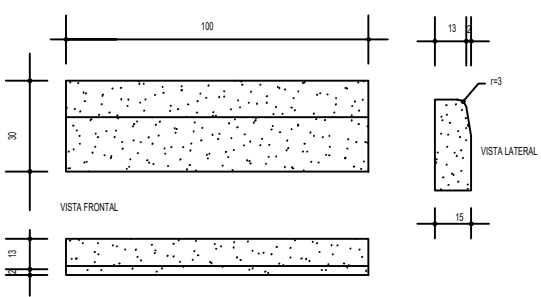 100
13 2
r=3
30
VISTA LATERAL
VISTA FRONTAL
15
13
2